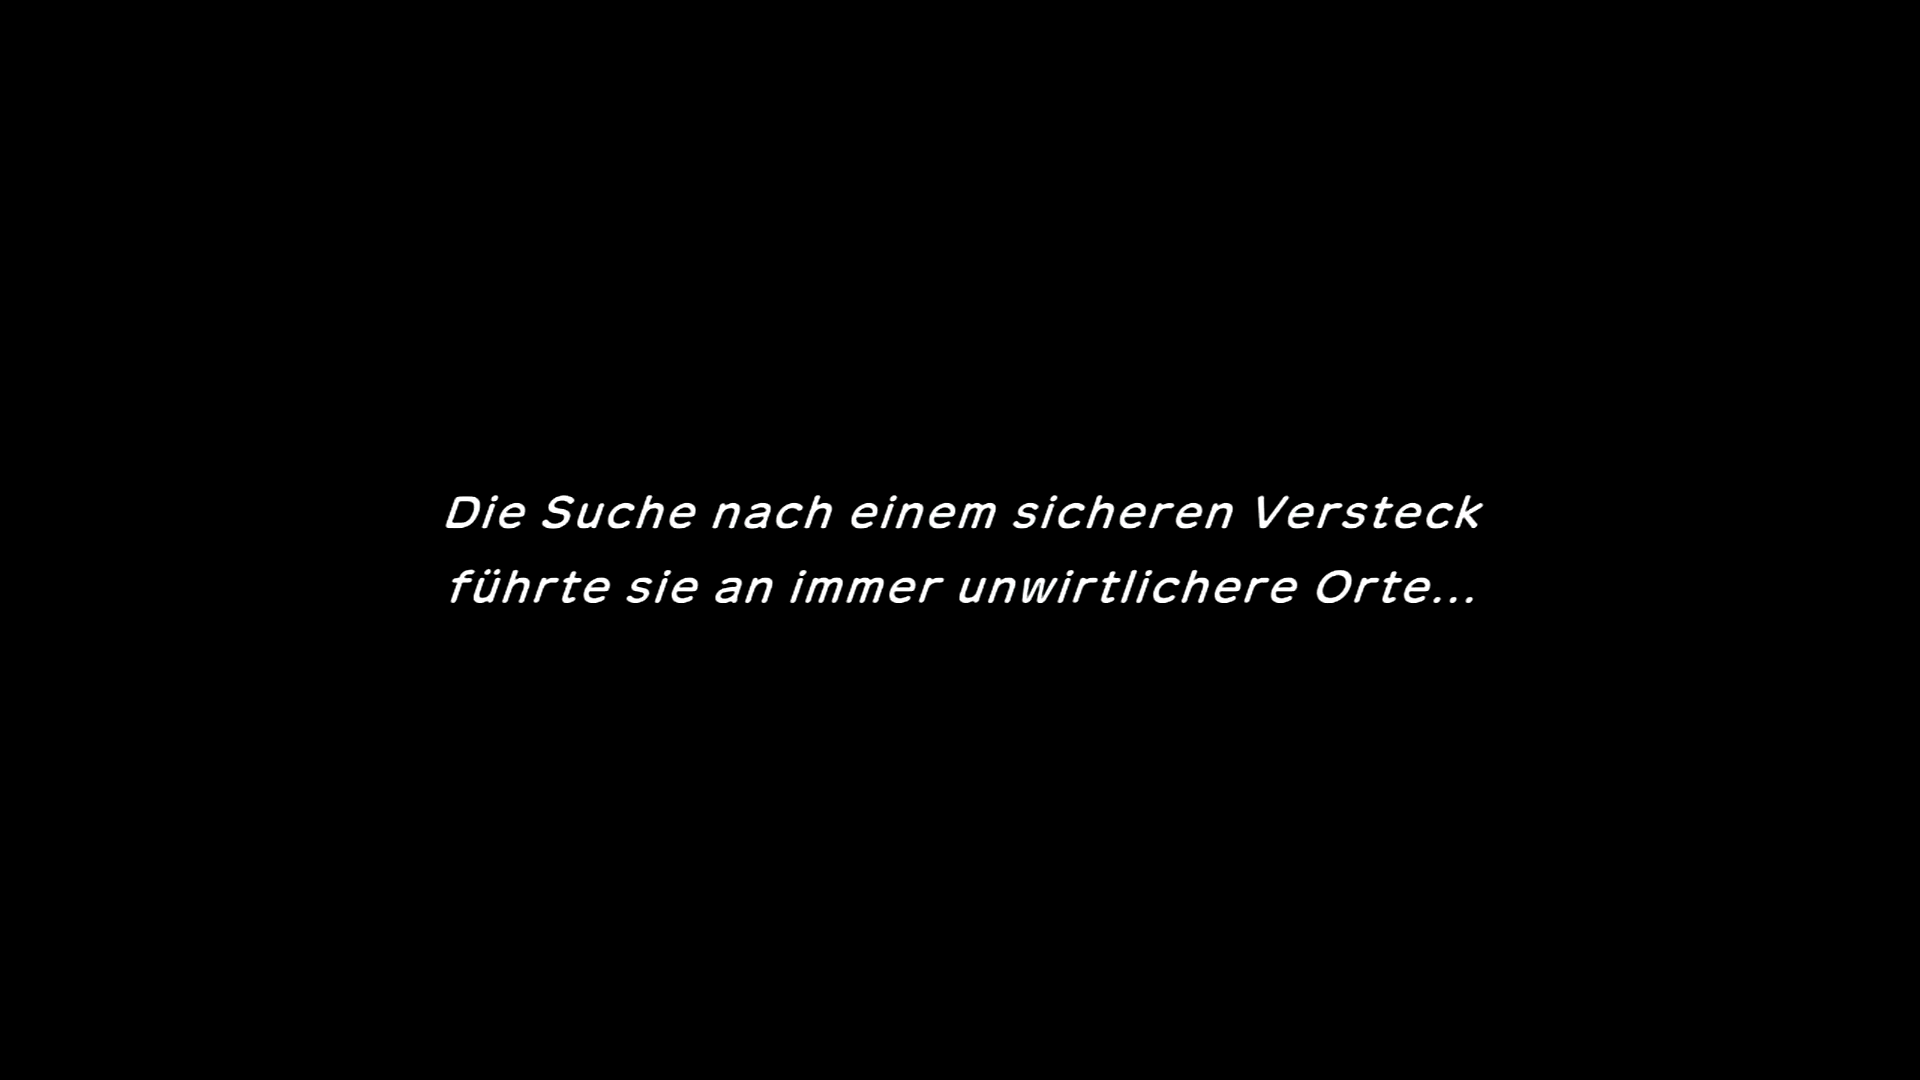 Die Suche nach einem sicheren Versteck
führte sie an immer unwirtlichere Orte...